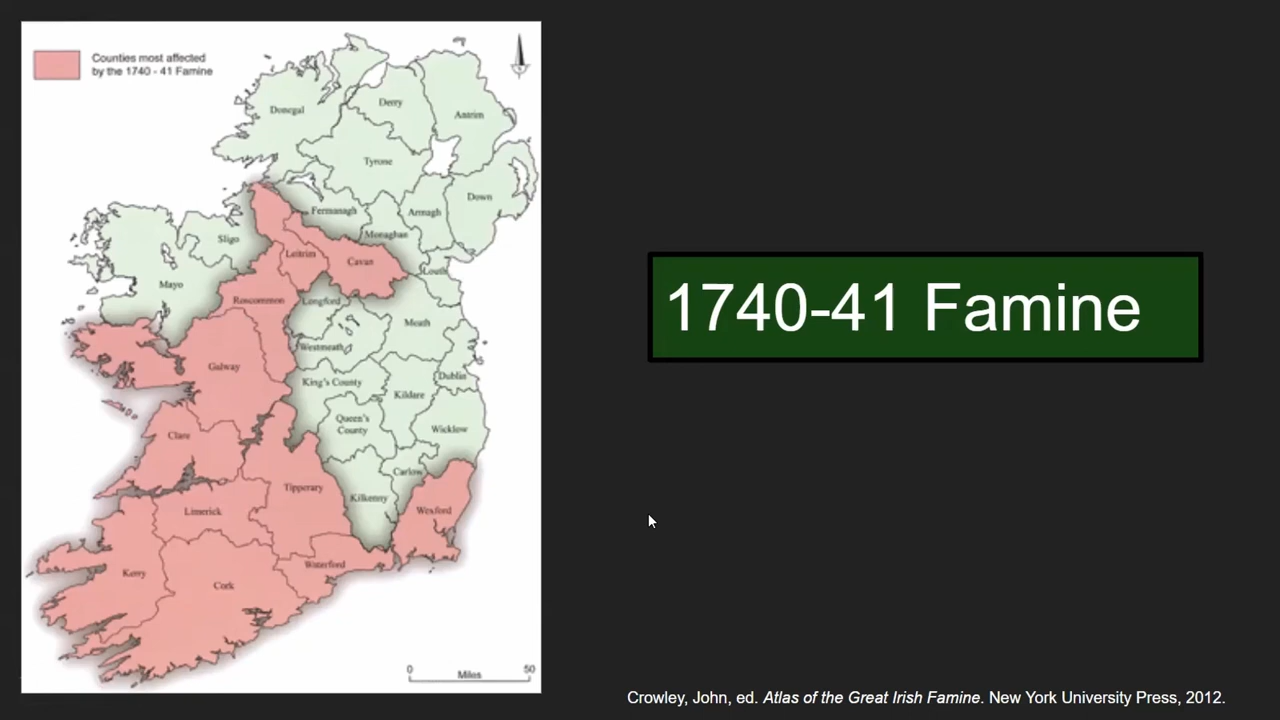 Counties most affected
by the 1740 - 41 Famine
Donegal
Derry
Antrim
Tyrone
Down
Fermanagh
Armagh
Monaghan
Sligo
Leitrim
Cavan
Louth
Mayo
Roscommon
Longford
Meath
Westmeath
Galway
King's County
Dublin
Kildare
Queen's
County
Wicklow
Clare
Carlow
Tipperary
Kilkenny
Limerick
Wexford
Waterford
Kerry
Cork
0
50
Miles
1740-41 Famine
Crowley, John, ed. Atlas of the Great Irish Famine. New York University Press, 2012.